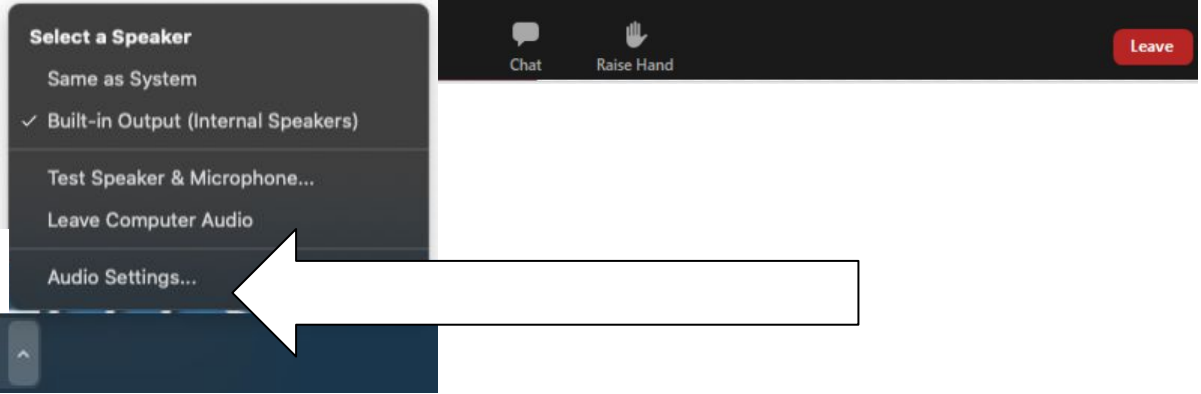 Select a Speaker
Same as System
Built-in Output (Internal Speakers)
Test Speaker & Microphone...
Leave Computer Audio
Audio Settings...
Chat
Raise Hand
Leave